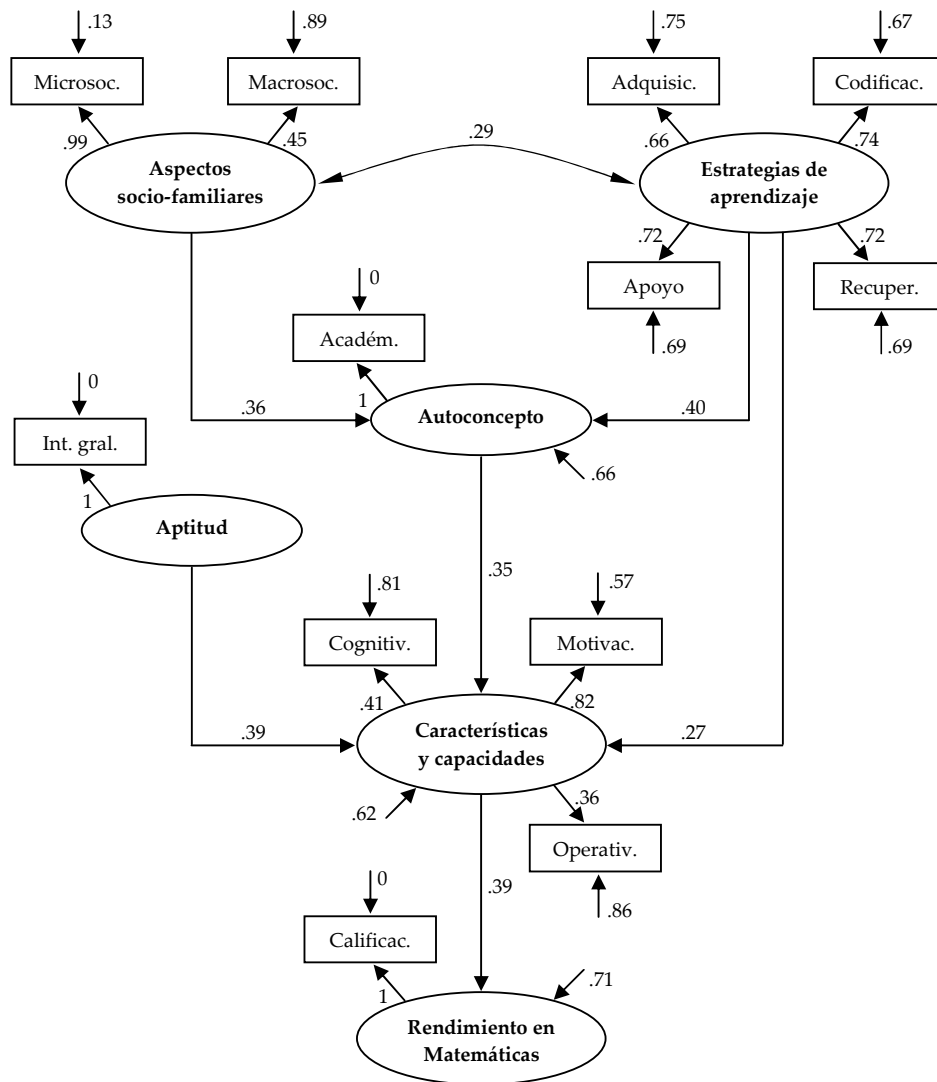 .13
.89
.75
.67
Microsoc.
Macrosoc.
Adquisic.
Codificac.
.99
.45
.29
.66
.74
Aspectos
socio-familiares
Estrategias de
aprendizaje
.72
.72
0
Apoyo
Recuper.
Académ.
.69
.69
0
.36
1
Autoconcepto
.40
Int. gral.
.66
1
Aptitud
.35
.81
.57
Cognitiv.
Motivac.
.41
.82
.39
Características
y capacidades
.27
.62
.36
Operativ.
.39
0
.86
Calificac.
1
.71
Rendimiento en
Matemáticas